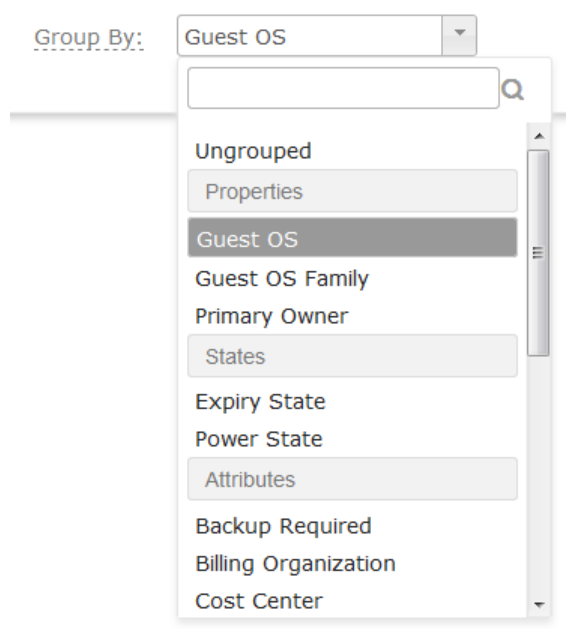 Group By: Guest OS
Ungrouped
Properties
Guest OS
Guest OS Family
Primary Owner
States
Expiry State
Power State
Attributes
Backup Required
Billing Organization
Cost Center